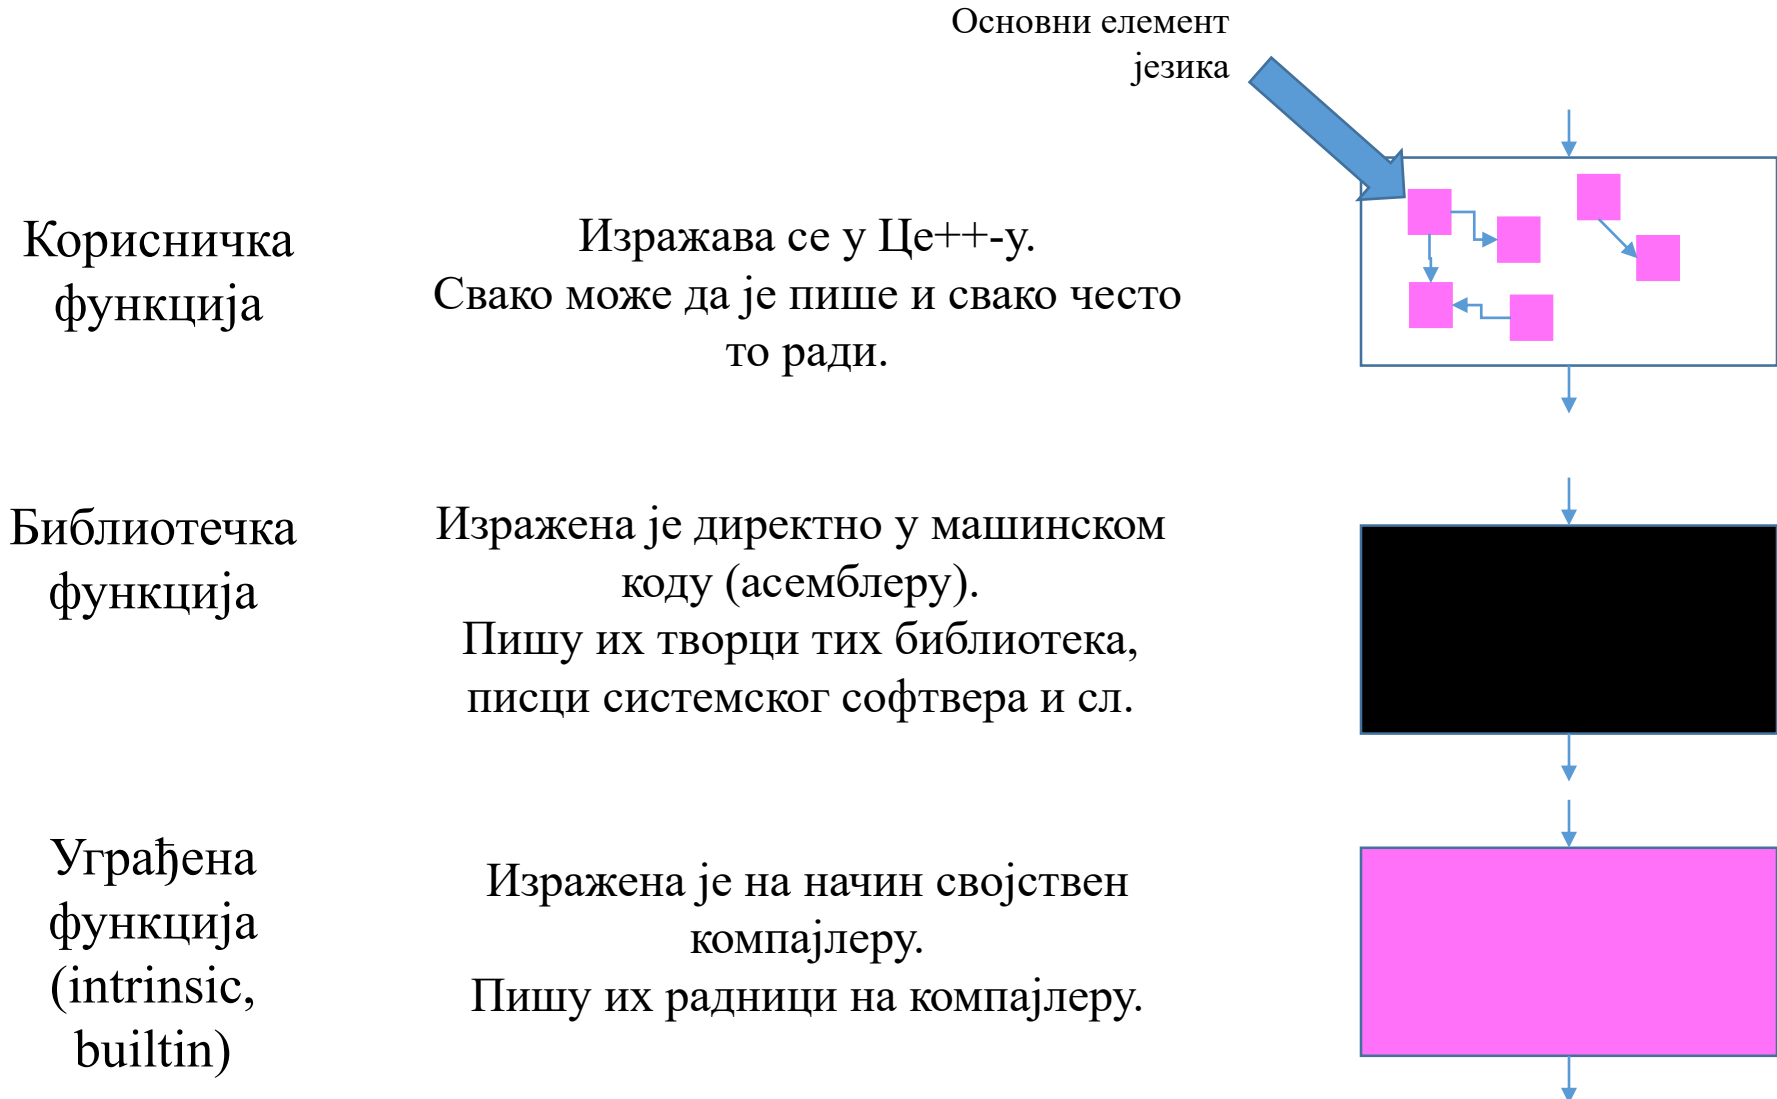 Основни елемент
језика
Корисничка
функција
Изражава се у Це++-у.
Свако може да је пише и свако често
то ради.
Библиотечка
функција
Изражена је директно у машинском
коду (асемблеру).
Пишу их творци тих библиотека,
писци системског софтвера и сл.
Уграђена
функција
(intrinsic,
builtin)
Изражена је на начин својствен
компајлеру.
Пишу их радници на компајлеру.